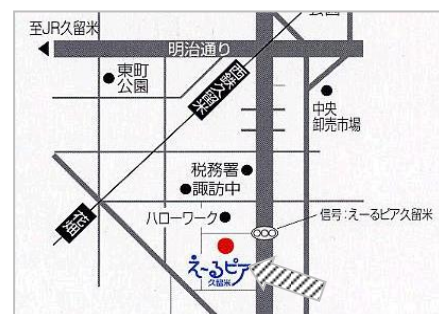 至JR久留米
明治通り
東町
公園
西鉄久留米
中央
卸売市場
税務署
諏訪中
ハローワーク
信号:えーるピア久留米
花畑
えーるピア
久留米